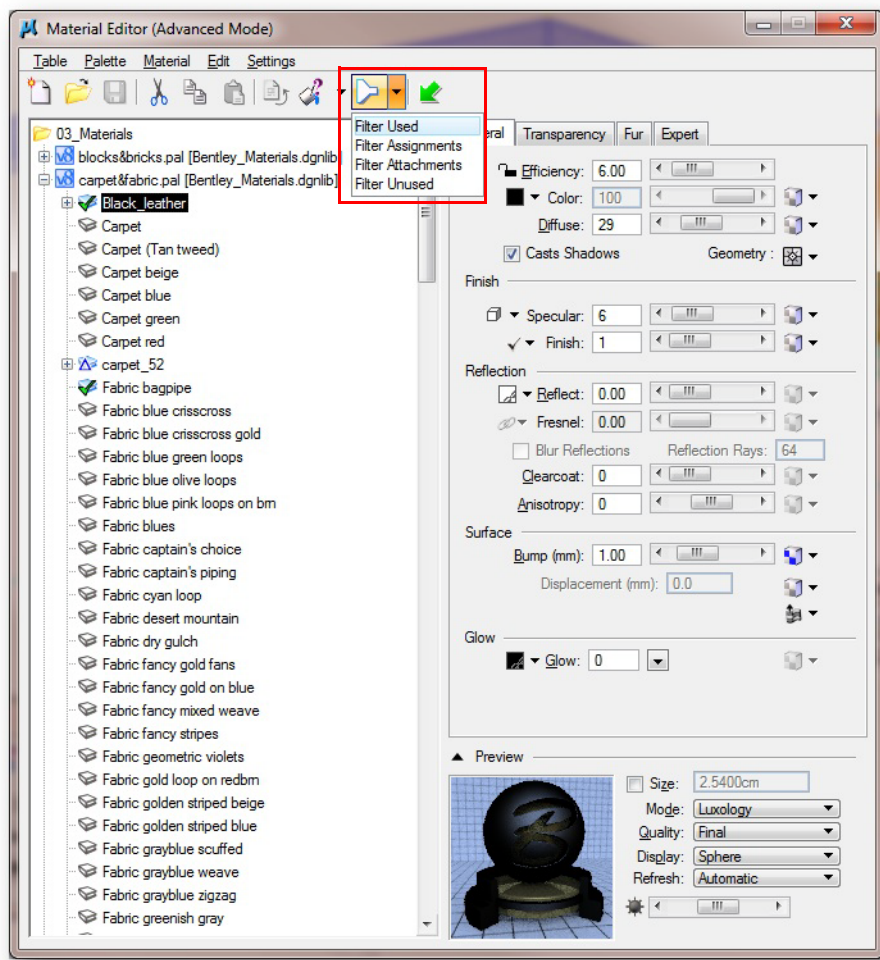 Material Editor (Advanced Mode)
Table Palette Material Edit Settings
Filter Used
Filter Assignments
Filter Attachments
Filter Unused
03_Materials
blocks&bricks.pal [Bentley_Materials.dgnlib]
carpet&fabric.pal [Bentley_Materials.dgnlib]
Black_leather
Carpet
Carpet (Tan tweed)
Carpet beige
Carpet blue
Carpet green
Carpet red
carpet_52
Fabric bagpipe
Fabric blue crisscross
Fabric blue crisscross gold
Fabric blue green loops
Fabric blue olive loops
Fabric blue pink loops on brn
Fabric blues
Fabric captain's choice
Fabric captain's piping
Fabric cyan loop
Fabric desert mountain
Fabric dry gulch
Fabric fancy gold fans
Fabric fancy gold on blue
Fabric fancy mixed weave
Fabric fancy stripes
Fabric geometric violets
Fabric gold loop on redbrn
Fabric golden striped beige
Fabric golden striped blue
Fabric grayblue scuffed
Fabric grayblue weave
Fabric grayblue zigzag
Fabric greenish gray
eral Transparency Fur Expert
Efficiency: 6.00
Color: 100
Diffuse: 29
Casts Shadows Geometry :
Finish
Specular: 6
Finish: 1
Reflection
Reflect: 0.00
Fresnel: 0.00
Blur Reflections Reflection Rays: 64
Clearcoat: 0
Anisotropy: 0
Surface
Bump (mm): 1.00
Displacement (mm): 0.0
Glow
Glow: 0
Preview
Size: 2.5400cm
Mode: Luxology
Quality: Final
Display: Sphere
Refresh: Automatic